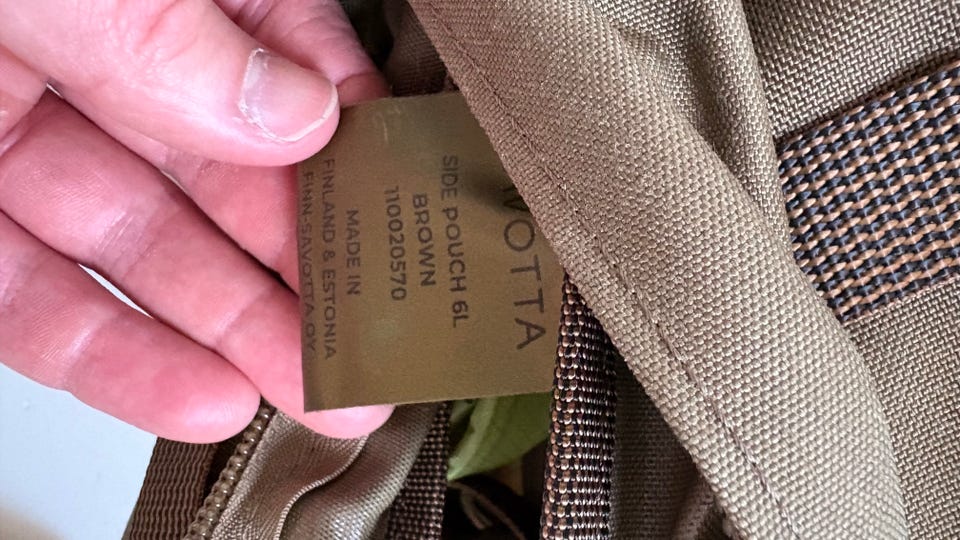 VOTTA
SIDE POUCH 6L
BROWN
110020570
MADE IN
FINLAND & ESTONIA
FINN-SAVOTTA OY